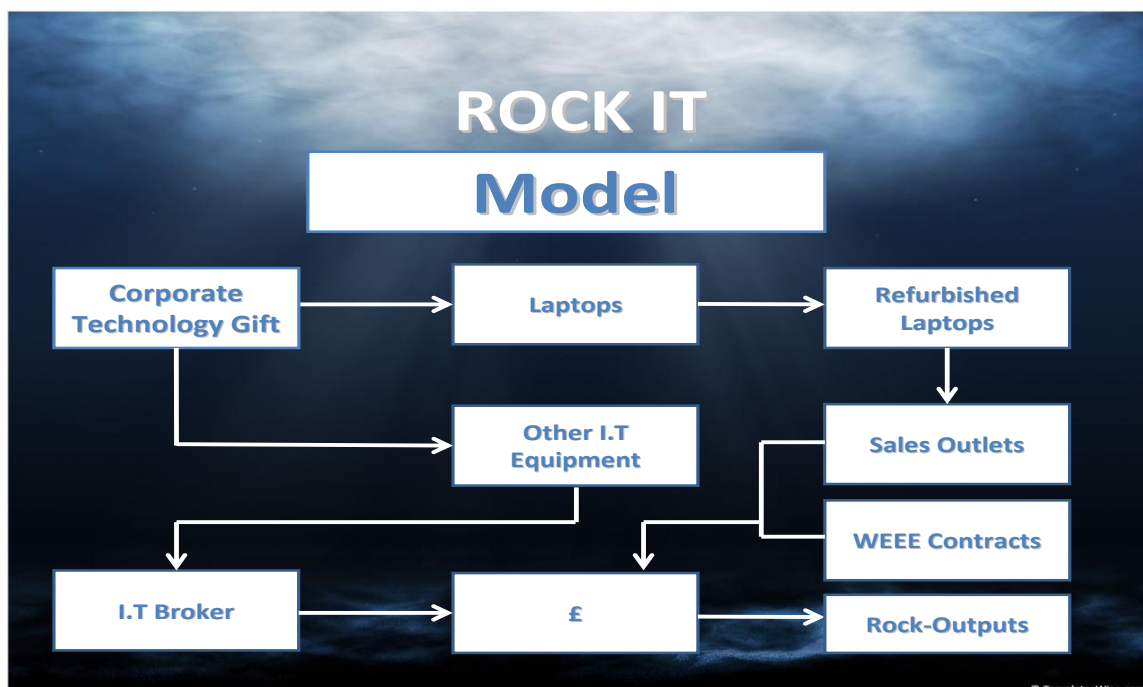 ROCK IT
Model
Corporate
Technology Gift
Laptops
Refurbished
Laptops
Other I.T
Equipment
Sales Outlets
WEEE Contracts
I.T Broker
£
Rock-Outputs